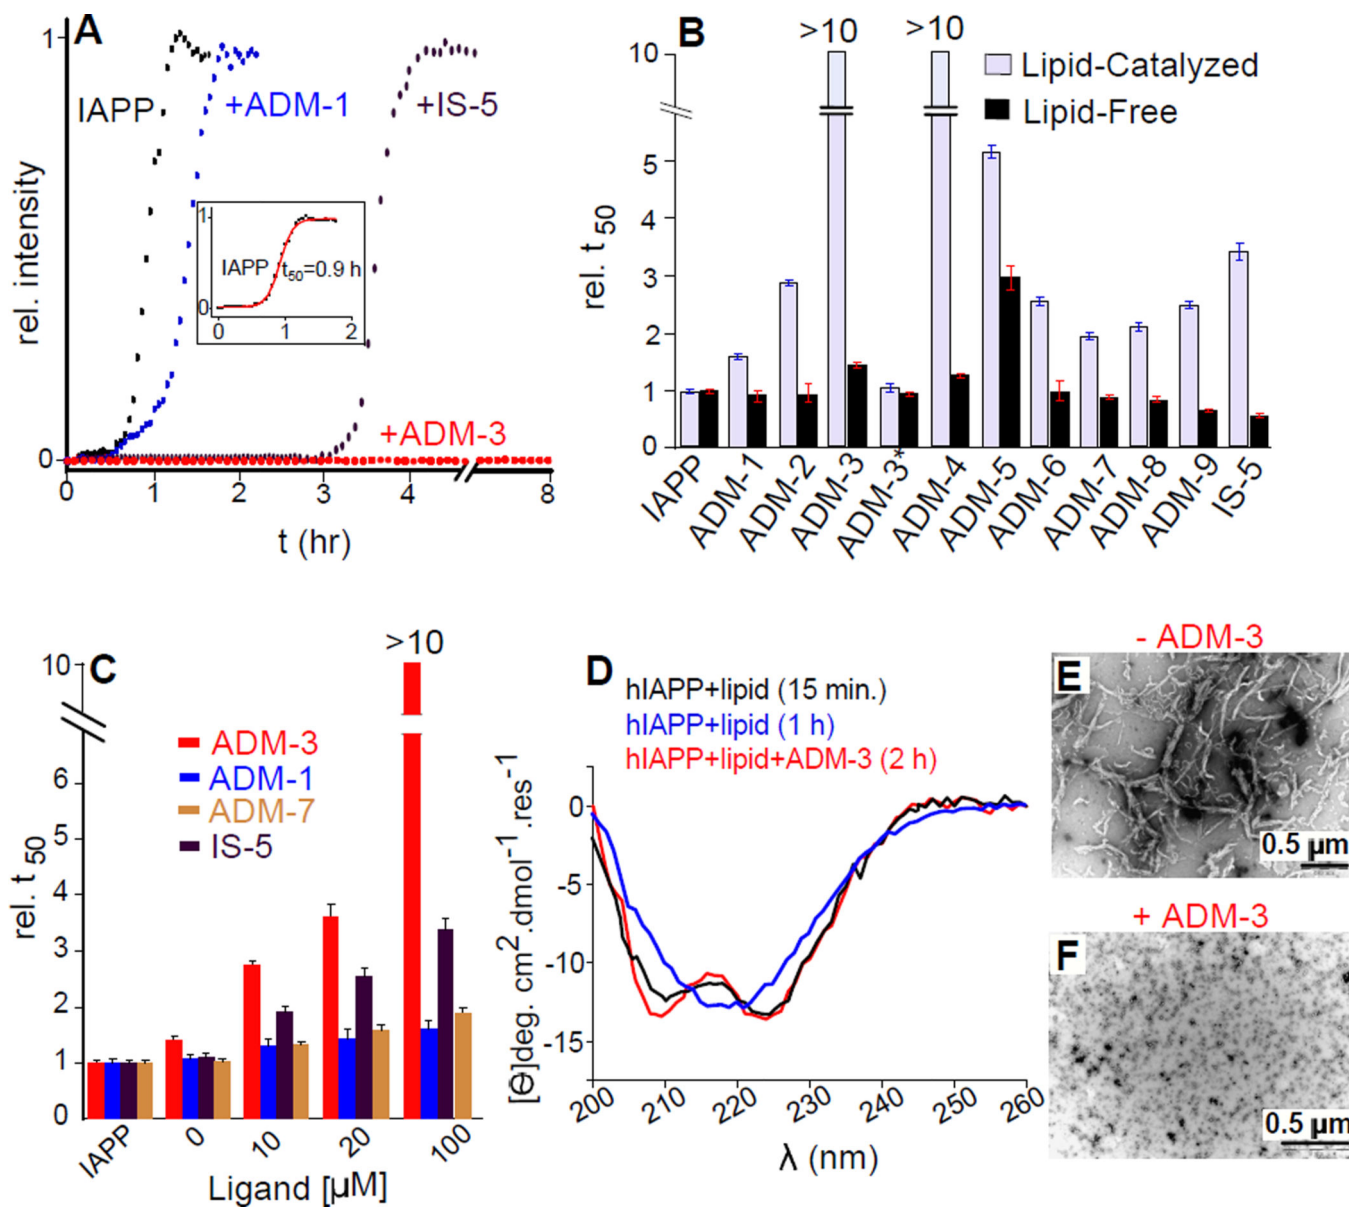 A
1
0
rel. intensity
IAPP
+ADM-1
+IS-5
+ADM-3
1
0
IAPP
t50=0.9 h
0 1 2
0 1 2 3 4 8
t (hr)
B
>10 >10
Lipid-Catalyzed
Lipid-Free
10
5
4
3
2
1
0
rel. t 50
IAPP
ADM-1
ADM-2
ADM-3
ADM-3*
ADM-4
ADM-5
ADM-6
ADM-7
ADM-8
ADM-9
IS-5
C
>10
10
6
5
4
3
2
1
0
rel. t 50
ADM-3
ADM-1
ADM-7
IS-5
IAPP 0 10 20 100
Ligand [µM]
D
hIAPP+lipid (15 min.)
hIAPP+lipid (1 h)
hIAPP+lipid+ADM-3 (2 h)
0
-5
-10
-15
[Θ]deg. cm2.dmol-1.res-1
200 210 220 230 240 250 260
λ (nm)
- ADM-3
E
0.5 µm
+ ADM-3
F
0.5 µm